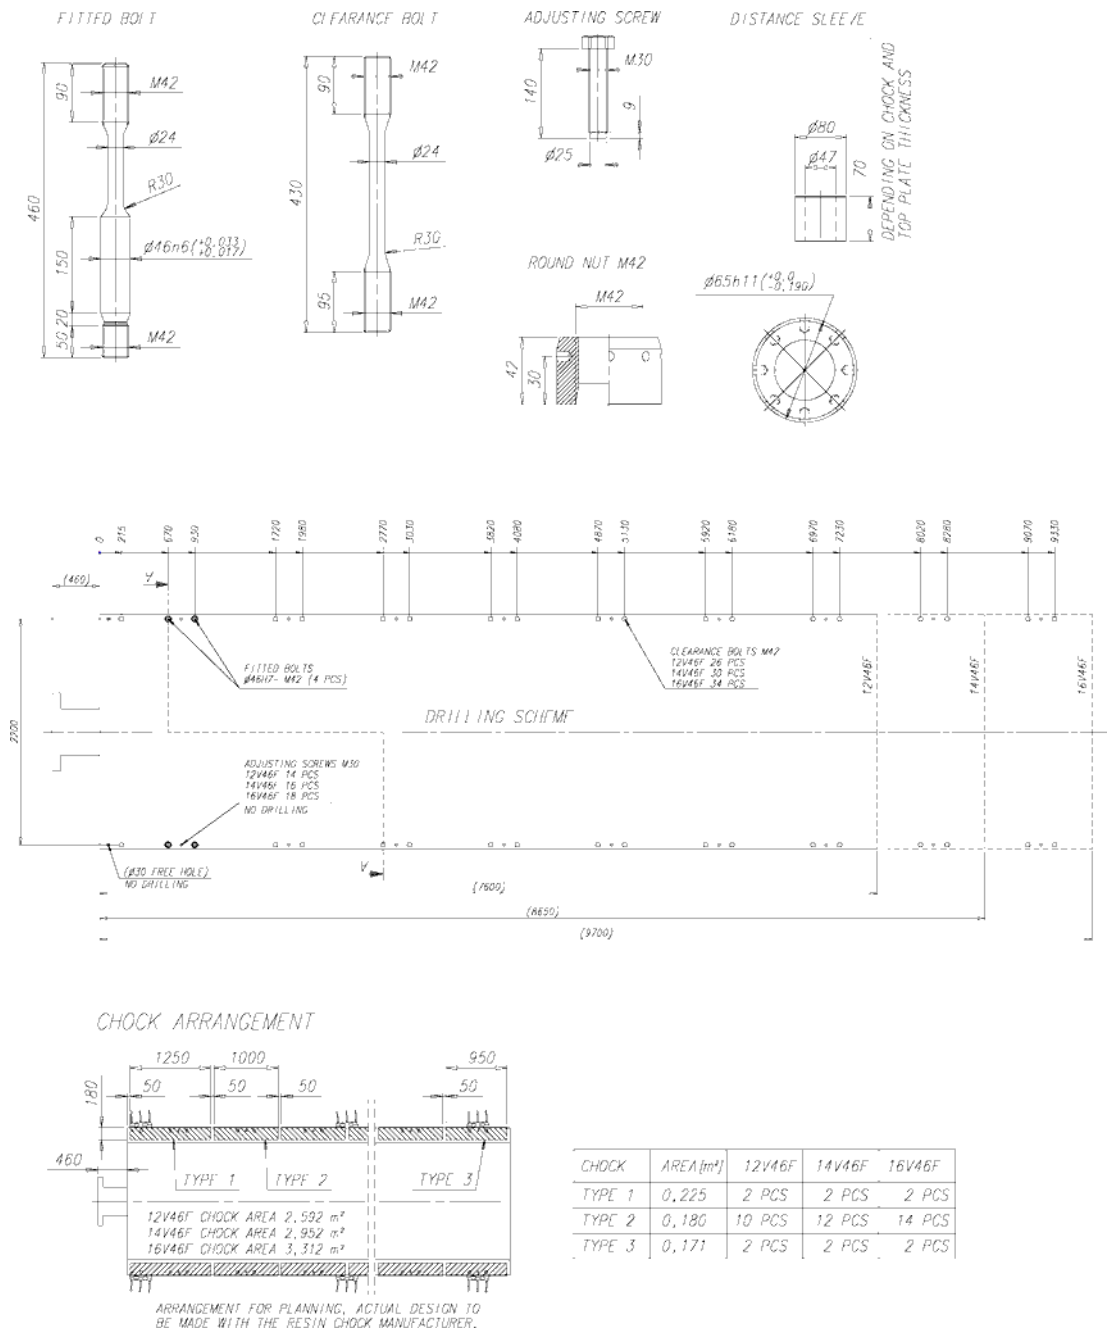 FITTED BOLT
CLEARANCE BOLT
ADJUSTING SCREW
DISTANCE SLEEVE
460
90
M42
Ø24
R30
150
Ø46n6(+0.033 +0.017)
20
50
M42
430
90
M42
Ø24
R30
95
M42
140
M30
9
Ø25
Ø80
Ø47
70
DEPENDING ON CHOCK AND
TOP PLATE THICKNESS
ROUND NUT M42
M42
42
30
Ø65h11(+0.0 -0.190)
0
215
670
930
1720
1980
2770
3030
3820
4080
4870
5130
5920
6180
6970
7230
8020
8280
9070
9330
(460)
A
FITTED BOLTS
Ø46H7- M42 (4 PCS)
CLEARANCE BOLTS M42
12V46F 26 PCS
14V46F 30 PCS
16V46F 34 PCS
12V46F
14V46F
16V46F
2200
DRILLING SCHEME
ADJUSTING SCREWS M30
12V46F 14 PCS
14V46F 16 PCS
16V46F 18 PCS
NO DRILLING
(Ø30 FREE HOLE)
NO DRILLING
A
(7600)
(8650)
(9700)
CHOCK ARRANGEMENT
1250
1000
950
180
50
50
50
50
460
TYPE 1
TYPE 2
TYPE 3
12V46F CHOCK AREA 2,592 m²
14V46F CHOCK AREA 2,952 m²
16V46F CHOCK AREA 3,312 m²
ARRANGEMENT FOR PLANNING, ACTUAL DESIGN TO
BE MADE WITH THE RESIN CHOCK MANUFACTURER.
CHOCK AREA[m²] 12V46F 14V46F 16V46F
TYPE 1 0,225 2 PCS 2 PCS 2 PCS
TYPE 2 0,180 10 PCS 12 PCS 14 PCS
TYPE 3 0,171 2 PCS 2 PCS 2 PCS